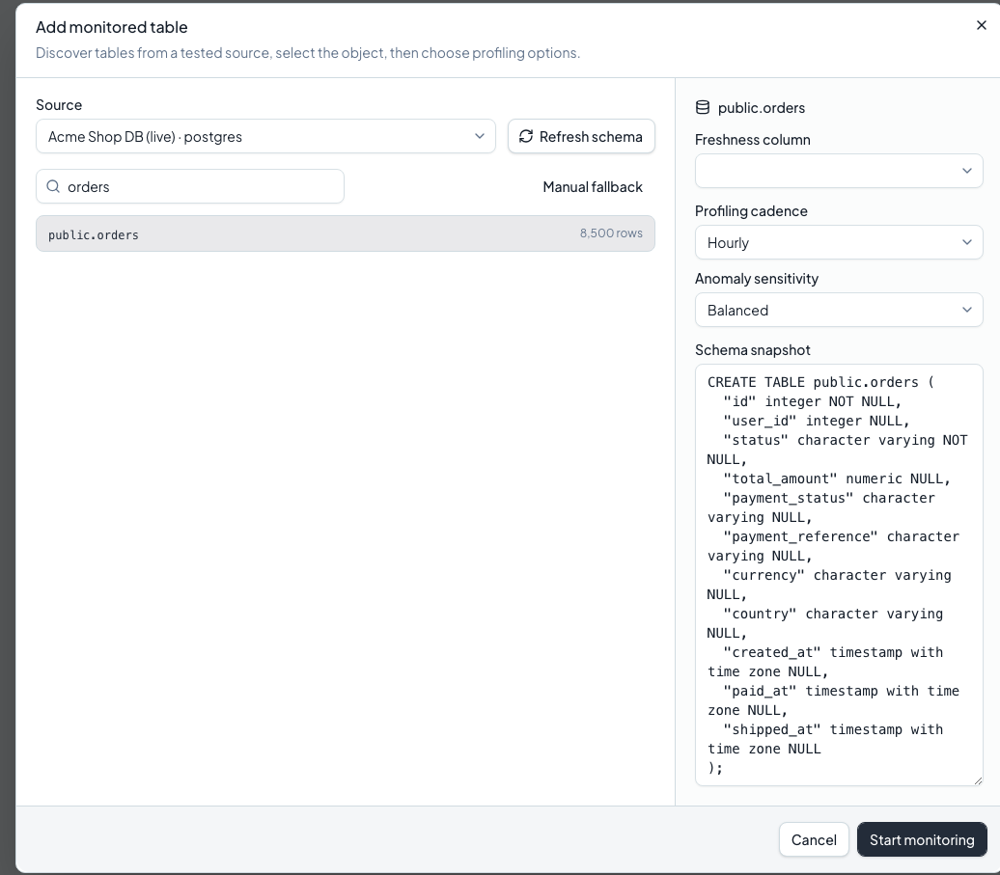 Add monitored table
Discover tables from a tested source, select the object, then choose profiling options.
Source
Acme Shop DB (live) · postgres
Refresh schema
orders
Manual fallback
public.orders
8,500 rows
public.orders
Freshness column
Profiling cadence
Hourly
Anomaly sensitivity
Balanced
Schema snapshot
CREATE TABLE public.orders (
  "id" integer NOT NULL,
  "user_id" integer NULL,
  "status" character varying NOT
NULL,
  "total_amount" numeric NULL,
  "payment_status" character
varying NULL,
  "payment_reference" character
varying NULL,
  "currency" character varying
NULL,
  "country" character varying
NULL,
  "created_at" timestamp with
time zone NULL,
  "paid_at" timestamp with time
zone NULL,
  "shipped_at" timestamp with
time zone NULL
);
Cancel
Start monitoring